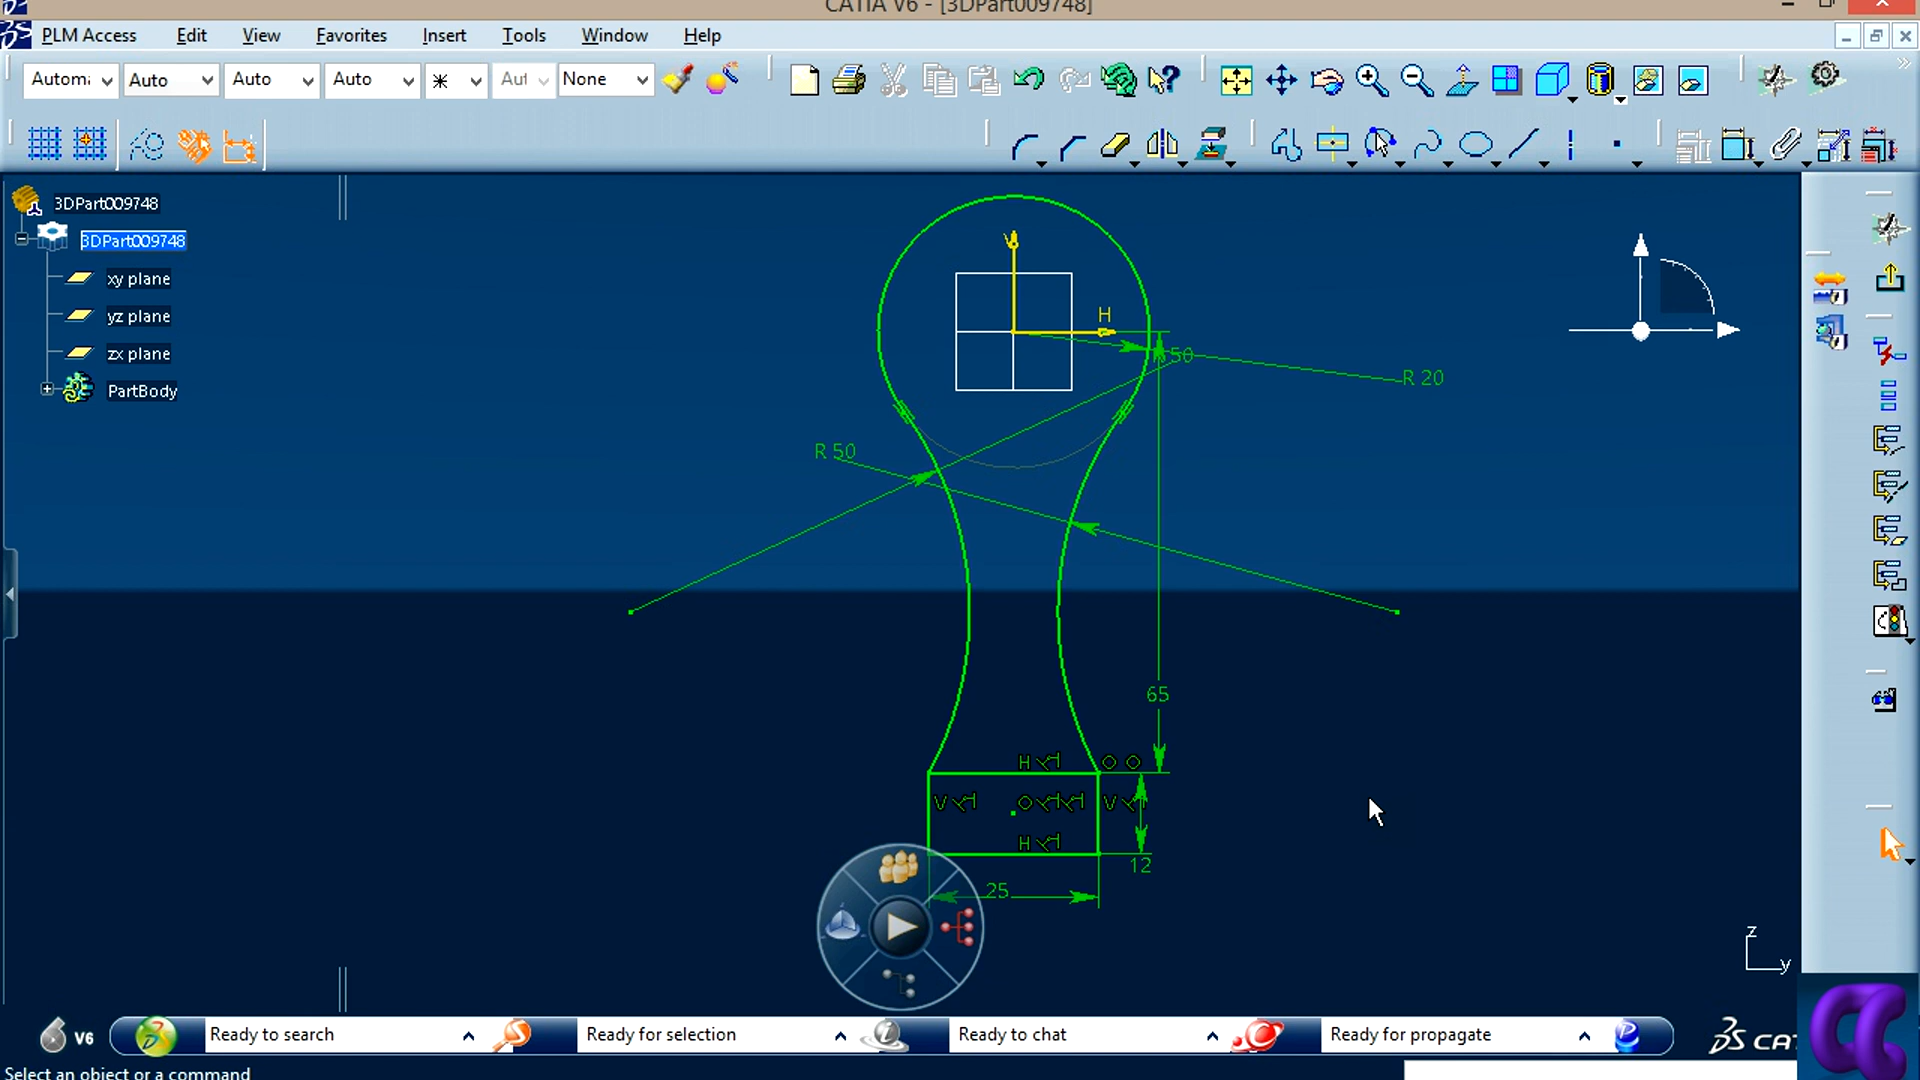 CATIA V6 - [3DPart009748]
PLM Access Edit View Favorites Insert Tools Window Help
Auto Auto Auto None
3DPart009748
3DPart009748
xy plane
yz plane
zx plane
PartBody
V
H
50
R 20
R 50
65
H
O O
V O V
H
12
25
z
y
V6 Ready to search Ready for selection Ready to chat Ready for propagate
Select an object or a command